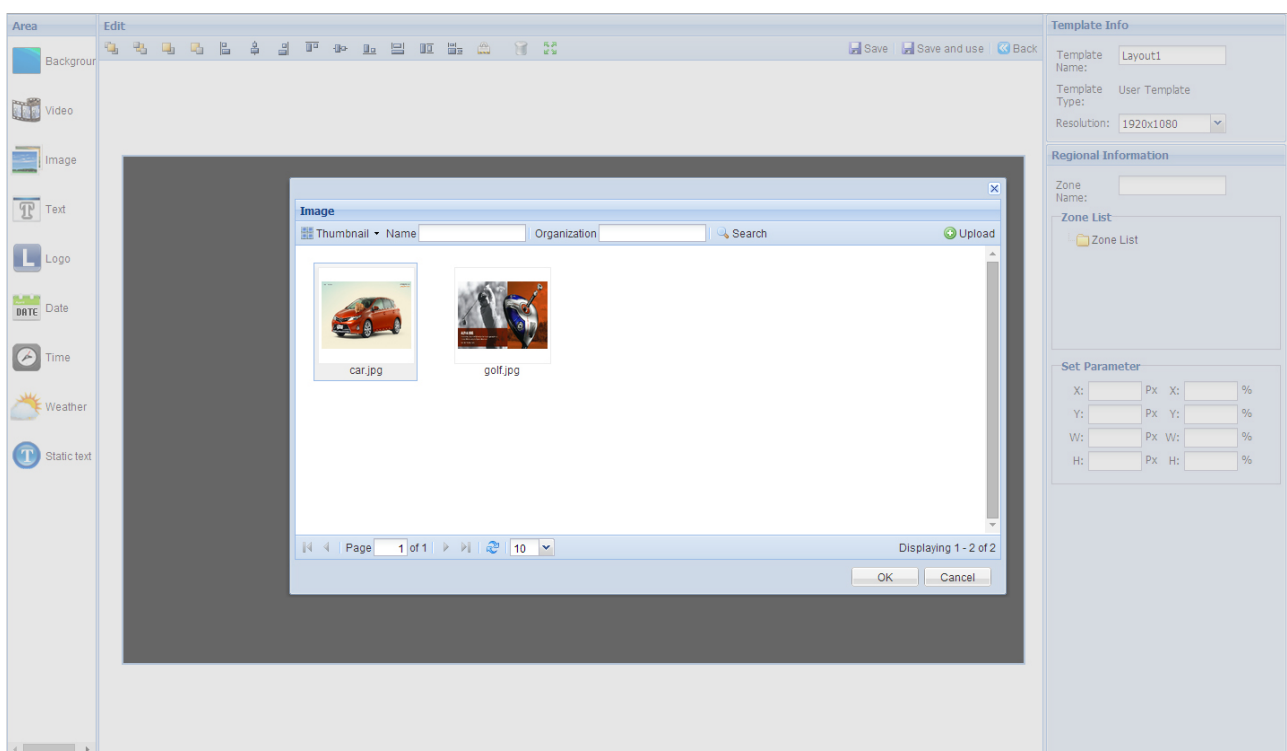 Area
Backgrour
Video
Image
Text
Logo
DATE Date
Time
Weather
Static text
Edit
Save Save and use Back
Image
Thumbnail Name Organization Search Upload
car.jpg golf.jpg
Page 1 of 1 10 Displaying 1 - 2 of 2
OK Cancel
Template Info
Template Name: Layout1
Template Type: User Template
Resolution: 1920x1080
Regional Information
Zone Name:
Zone List
Zone List
Set Parameter
X: Px X: %
Y: Px Y: %
W: Px W: %
H: Px H: %